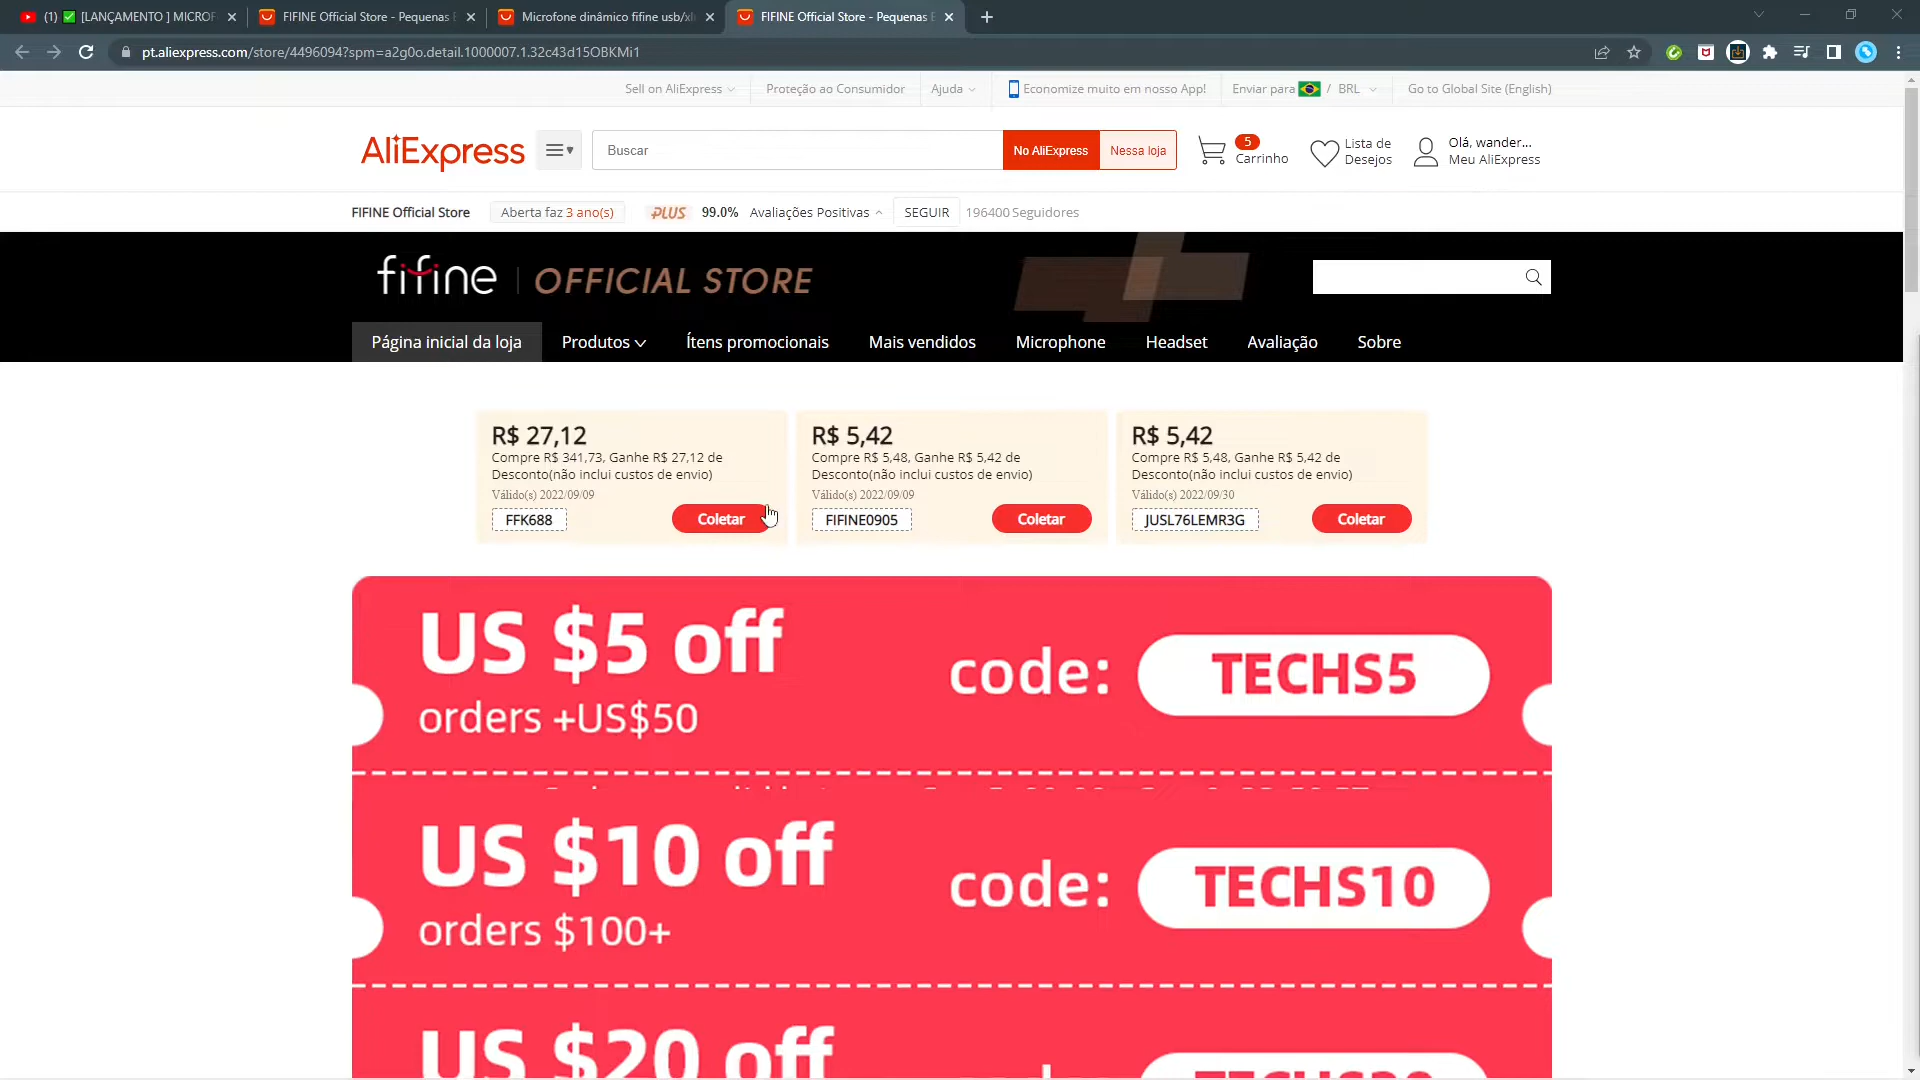 (1) ✅ [LANÇAMENTO ] MICROF
FIFINE Official Store - Pequenas E
Microfone dinâmico fifine usb/xl
FIFINE Official Store - Pequenas E
pt.aliexpress.com/store/4496094?spm=a2g0o.detail.1000007.1.32c43d15OBKMi1
Sell on AliExpress
Proteção ao Consumidor
Ajuda
Economize muito em nosso App!
Enviar para / BRL
Go to Global Site (English)
AliExpress
Buscar
No AliExpress
Nessa loja
5
Carrinho
Lista de
Desejos
Olá, wander...
Meu AliExpress
FIFINE Official Store
Aberta faz 3 ano(s)
PLUS
99.0% Avaliações Positivas
SEGUIR
196400 Seguidores
fifine | OFFICIAL STORE
Página inicial da loja
Produtos
Ítens promocionais
Mais vendidos
Microphone
Headset
Avaliação
Sobre
R$ 27,12
Compre R$ 341,73, Ganhe R$ 27,12 de
Desconto(não inclui custos de envio)
Válido(s) 2022/09/09
FFK688
Coletar
R$ 5,42
Compre R$ 5,48, Ganhe R$ 5,42 de
Desconto(não inclui custos de envio)
Válido(s) 2022/09/09
FIFINE0905
Coletar
R$ 5,42
Compre R$ 5,48, Ganhe R$ 5,42 de
Desconto(não inclui custos de envio)
Válido(s) 2022/09/30
JUSL76LEMR3G
Coletar
US $5 off
orders +US$50
code: TECHS5
US $10 off
orders $100+
code: TECHS10
US $20 off